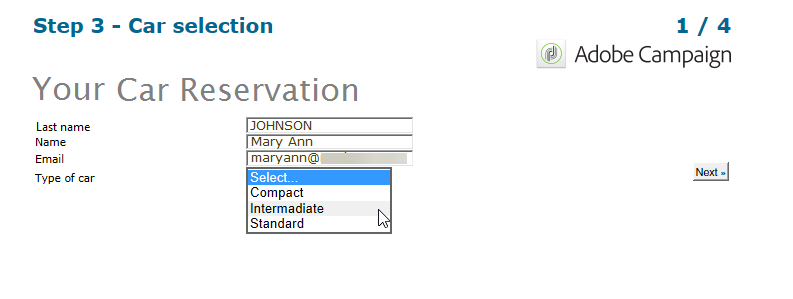 Step 3 - Car selection 1 / 4
Adobe Campaign
Your Car Reservation
Last name JOHNSON
Name Mary Ann
Email maryann@
Type of car Select...
Next »
Compact
Intermadiate
Standard